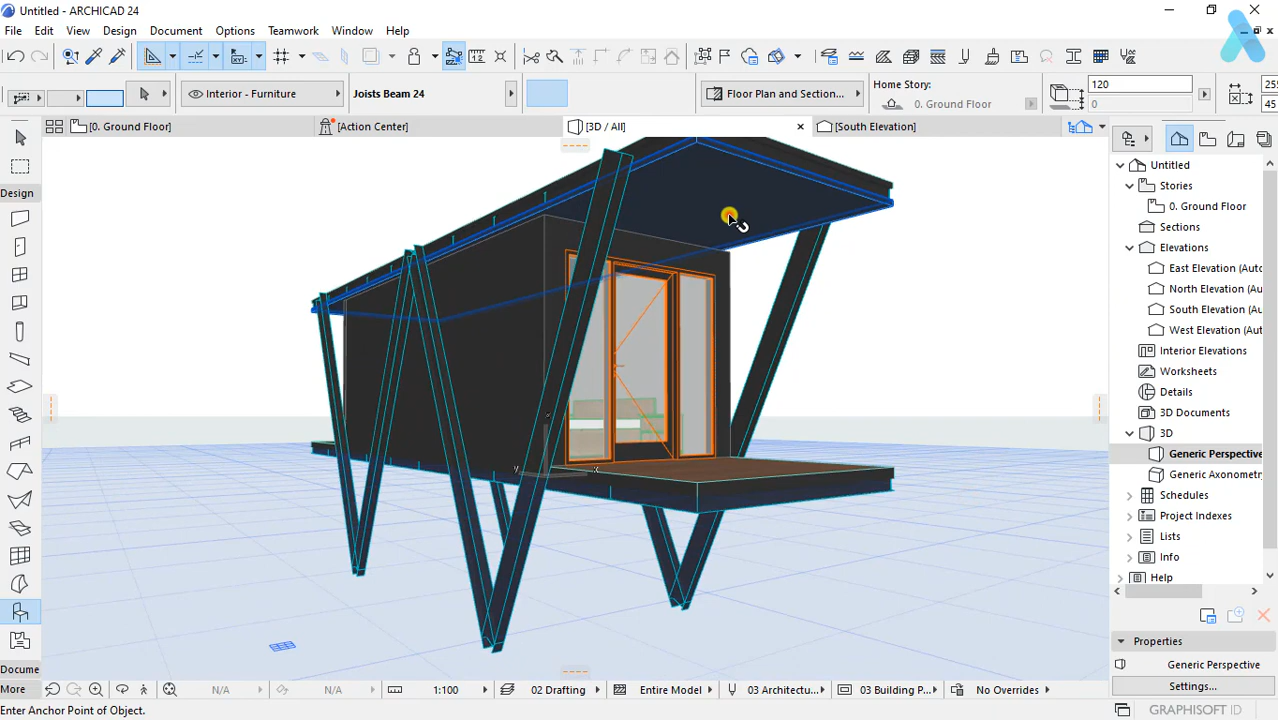 Untitled - ARCHICAD 24
File Edit View Design Document Options Teamwork Window Help
Interior - Furniture
Joists Beam 24
Floor Plan and Section...
Home Story:
0. Ground Floor
120
0
255
45
[0. Ground Floor]
[Action Center]
[3D / All]
[South Elevation]
Design
Docume
More
Untitled
Stories
0. Ground Floor
Sections
Elevations
East Elevation (Aut
North Elevation (Au
South Elevation (Au
West Elevation (Au
Interior Elevations
Worksheets
Details
3D Documents
3D
Generic Perspective
Generic Axonometr
Schedules
Project Indexes
Lists
Info
Help
Properties
Generic Perspective
Settings...
N/A
N/A
1:100
02 Drafting
Entire Model
03 Architectu...
03 Building P...
No Overrides
Enter Anchor Point of Object.
GRAPHISOFT ID